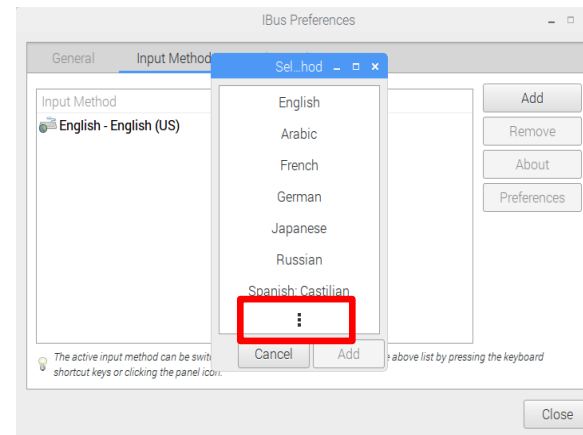 IBus Preferences
General
Input Method
Sel...hod
Input Method
English - English (US)
English
Arabic
French
German
Japanese
Russian
Spanish; Castilian
⋮
Add
Remove
About
Preferences
Cancel
Add
The active input method can be
e above list by pressing the keyboard
shortcut keys or clicking the panel icon.
Close